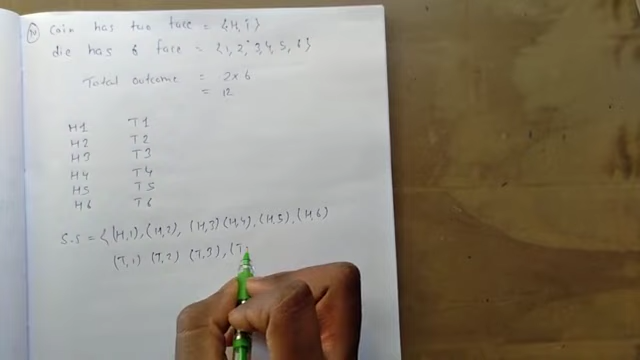 Coin has two face = {H,T}
die has 6 face = {1, 2, 3, 4, 5, 6}
Total outcome = 2x6
= 12
H1 T1
H2 T2
H3 T3
H4 T4
H5 T5
H6 T6
S.S = {(H,1), (H,2), (H,3) (H,4), (H,5), (H,6)
(T,1) (T,2) (T,3), (T,